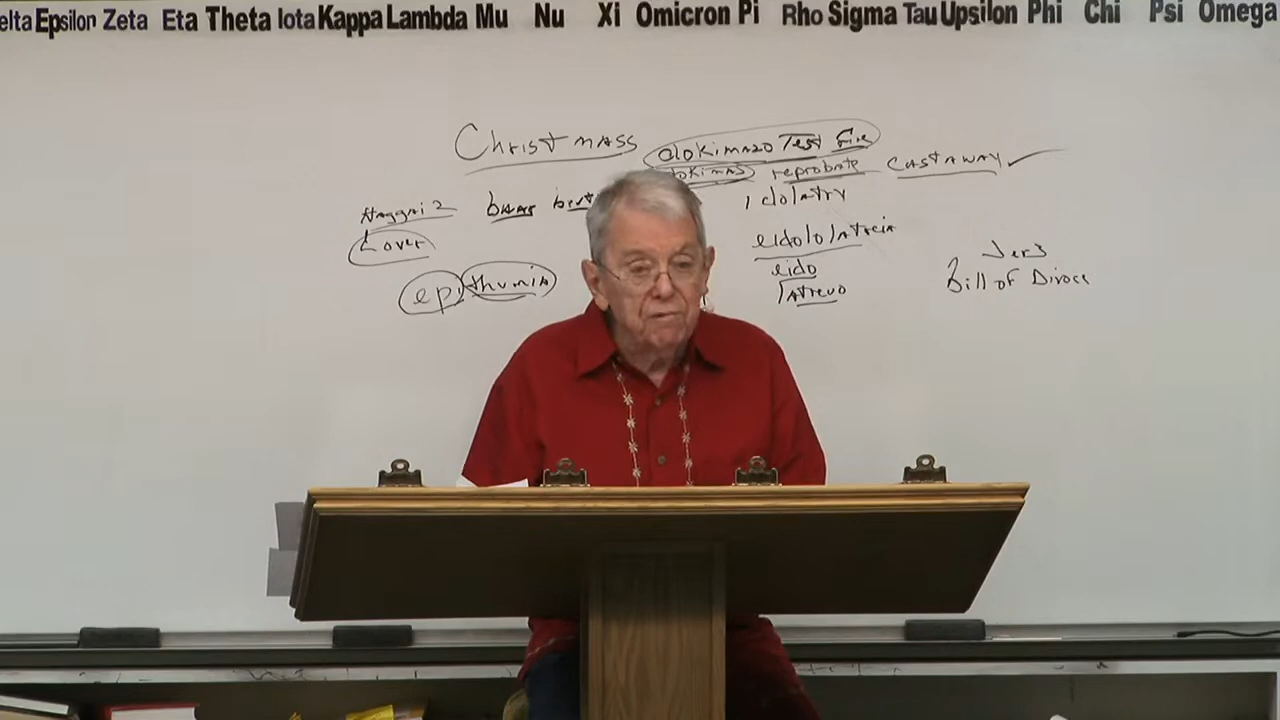 elta Epsilon Zeta Eta Theta Iota Kappa Lambda Mu Nu Xi Omicron Pi Rho Sigma Tau Upsilon Phi Chi Psi Omega
Christmass dokimazo Test Fire
dokimas reprobate castaway
Haggai 2 idolatry
Lover eidololatreia
epithumia eido
latreuo
Jer 3
Bill of Divoce